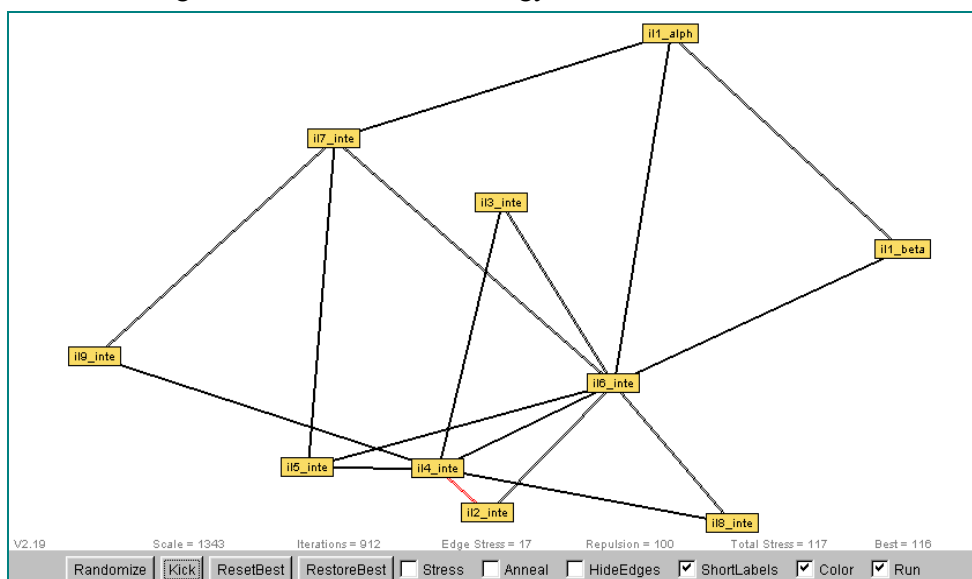 il1_alph
il7_inte
il3_inte
il1_beta
il9_inte
il6_inte
il5_inte
il4_inte
il2_inte
il8_inte
V2.19 Scale = 1343 Iterations = 912 Edge Stress = 17 Repulsion = 100 Total Stress = 117 Best = 116
Randomize Kick ResetBest RestoreBest Stress Anneal HideEdges ShortLabels Color Run